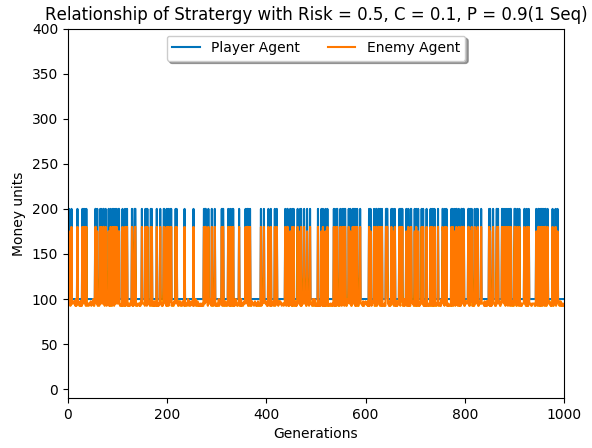 Relationship of Stratergy with Risk = 0.5, C = 0.1, P = 0.9(1 Seq)
Player Agent
Enemy Agent
Money units
400
350
300
250
200
150
100
50
0
0 200 400 600 800 1000
Generations